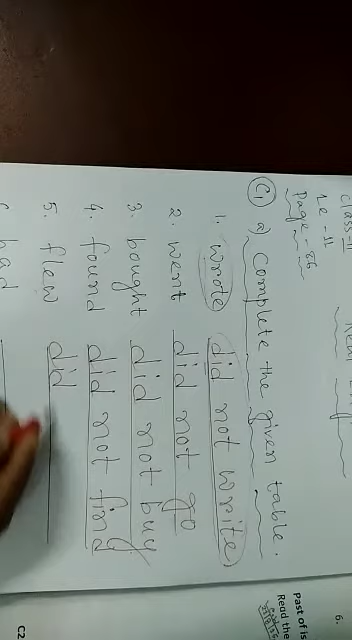 Class-II
Le-11
Page-86
C1 a) Complete the given table.
1. wrote did not write
2. went did not go
3. bought did not buy
4. found did not find
5. flew did
6. had
6.
Past of is
Read the
C2